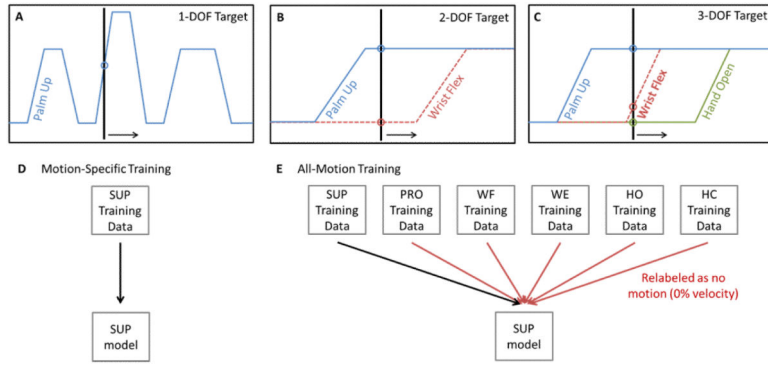 A 1-DOF Target
Palm Up
B 2-DOF Target
Palm Up
Wrist Flex
C 3-DOF Target
Palm Up
Wrist Flex
Hand Open
D Motion-Specific Training
SUP
Training
Data
SUP
model
E All-Motion Training
SUP
Training
Data
PRO
Training
Data
WF
Training
Data
WE
Training
Data
HO
Training
Data
HC
Training
Data
Relabeled as no
motion (0% velocity)
SUP
model